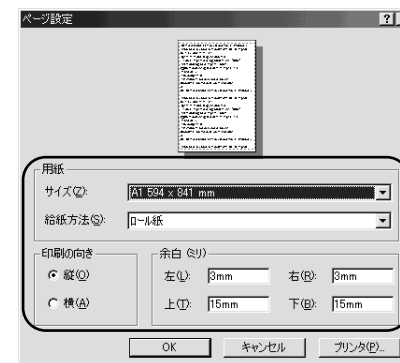 ページ設定
用紙
サイズ(Z): A1 594 x 841 mm
給紙方法(S): ロール紙
印刷の向き
縦(O)
横(A)
余白 (ミリ)
左(L): 3mm 右(R): 3mm
上(T): 15mm 下(B): 15mm
OK キャンセル プリンタ(P)...